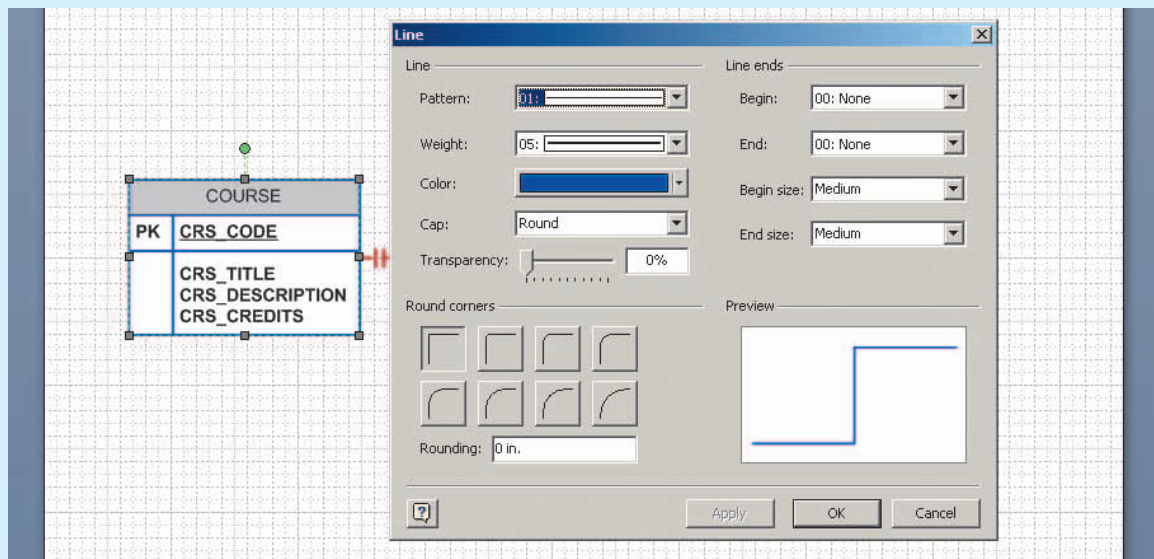 COURSE
PK CRS_CODE
CRS_TITLE
CRS_DESCRIPTION
CRS_CREDITS
Line
Line
Pattern: 01:
Weight: 05:
Color:
Cap: Round
Transparency: 0%
Line ends
Begin: 00: None
End: 00: None
Begin size: Medium
End size: Medium
Round corners
Rounding: 0 in.
Preview
?
Apply OK Cancel